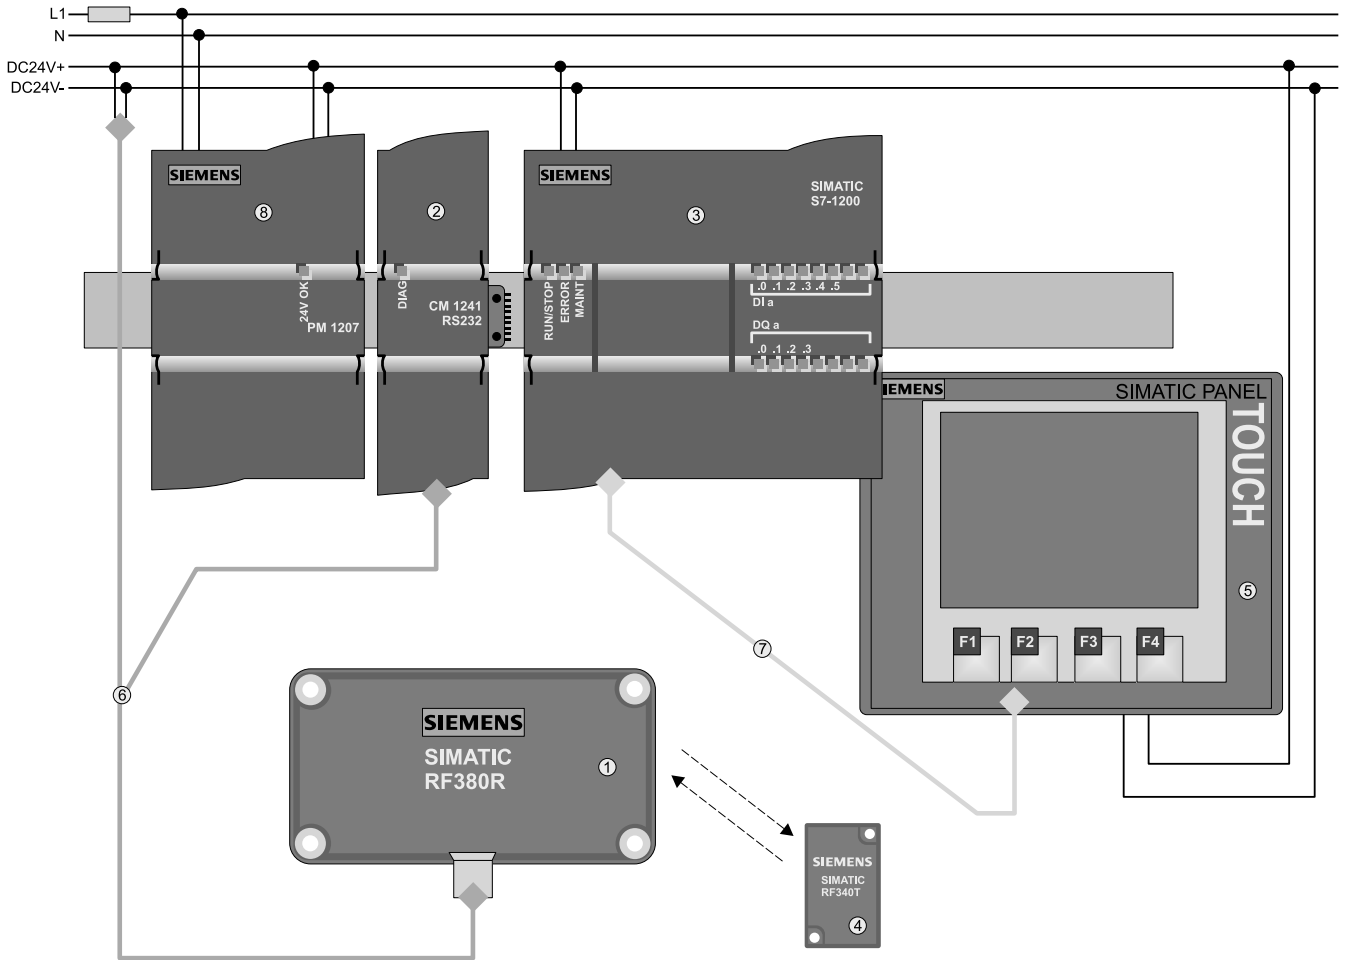 L1
N
DC24V+
DC24V-
SIEMENS
8
24V OK
PM 1207
2
DIAG
CM 1241
RS232
SIEMENS
3
SIMATIC
S7-1200
RUN/STOP
ERROR
MAINT
.0 .1 .2 .3 .4 .5
DI a
DQ a
.0 .1 .2 .3
SIEMENS
SIMATIC PANEL
TOUCH
5
F1 F2 F3 F4
6
7
SIEMENS
SIMATIC
RF380R
1
SIEMENS
SIMATIC
RF340T
4